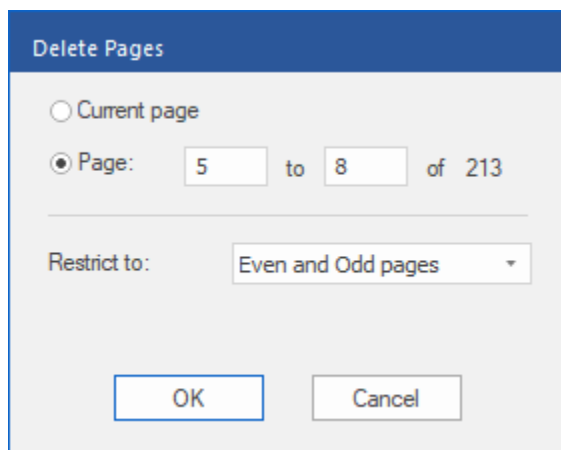 Delete Pages
Current page
Page: 5 to 8 of 213
Restrict to: Even and Odd pages
OK Cancel